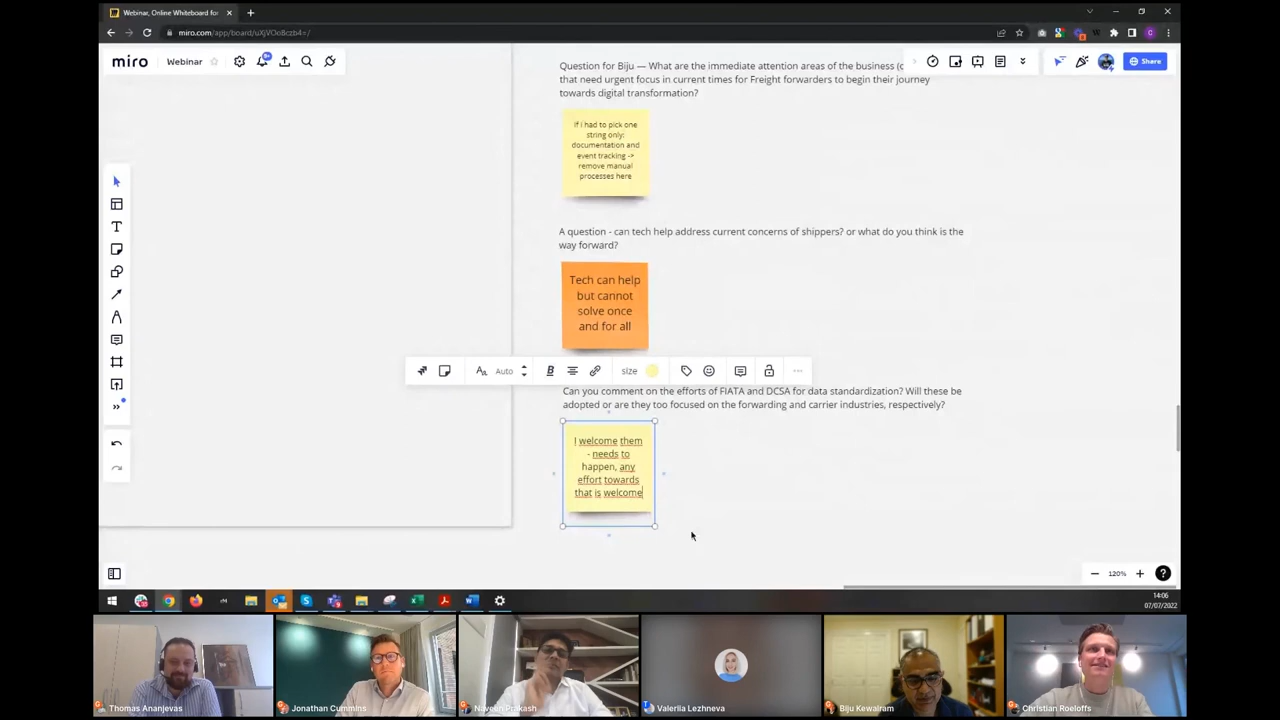 Webinar, Online Whiteboard for
miro.com/app/board/uXjVOo8czb4=/
miro
Webinar
Share
Question for Biju — What are the immediate attention areas of the business (c
that need urgent focus in current times for Freight forwarders to begin their journey
towards digital transformation?
If i had to pick one
string only:
documentation and
event tracking ->
remove manual
processes here
A question - can tech help address current concerns of shippers? or what do you think is the
way forward?
Tech can help
but cannot
solve once
and for all
Auto
B
size
Can you comment on the efforts of FIATA and DCSA for data standardization? Will these be
adopted or are they too focused on the forwarding and carrier industries, respectively?
I welcome them
- needs to
happen, any
effort towards
that is welcome
120%
14:06
07/07/2022
Thomas Ananjevas
Jonathan Cummins
Naveen Prakash
Valeriia Lezhneva
Biju Kewalram
Christian Roeloffs